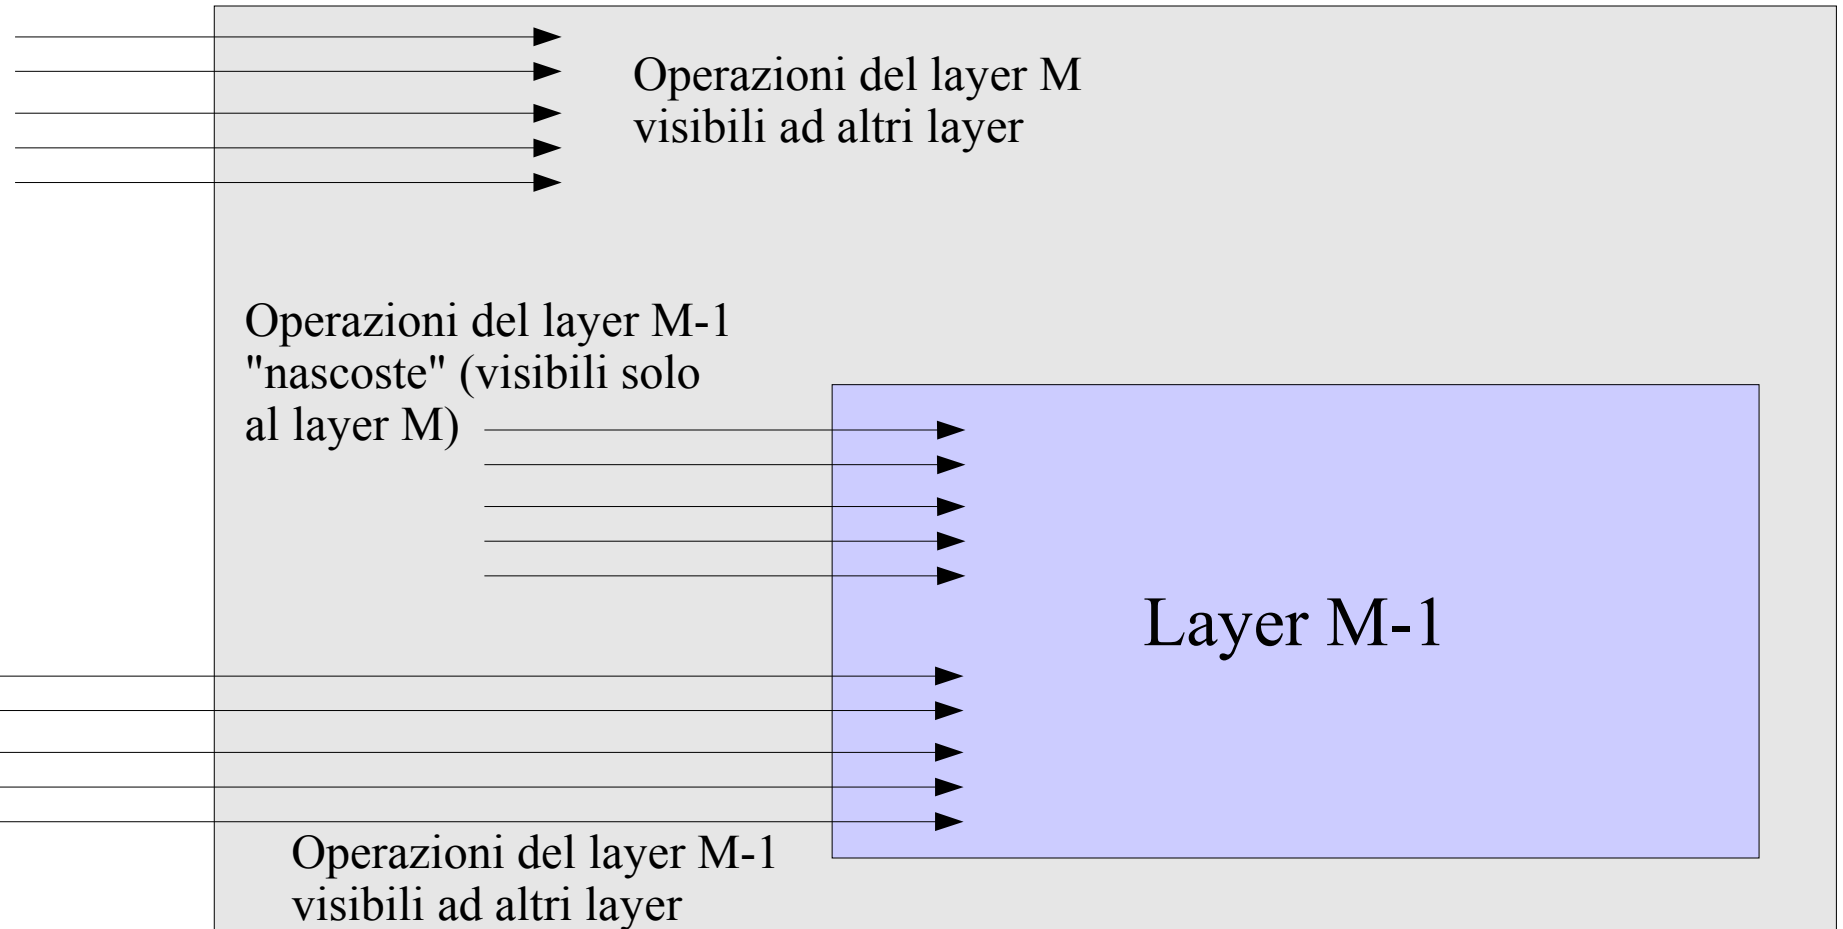 Operazioni del layer M
visibili ad altri layer
Operazioni del layer M-1
"nascoste" (visibili solo
al layer M)
Layer M-1
Operazioni del layer M-1
visibili ad altri layer